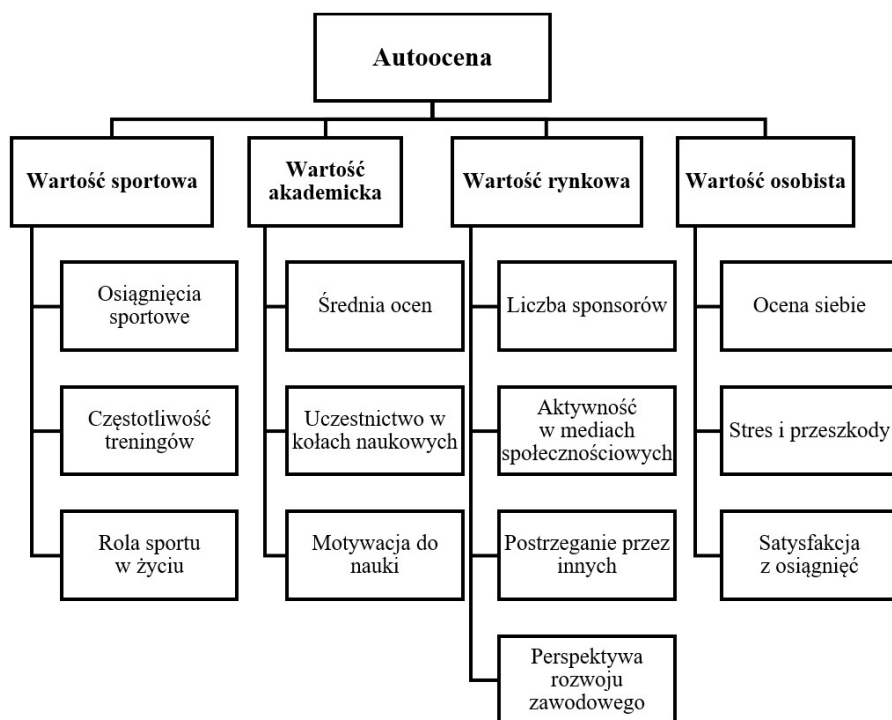 Autoocena
Wartość sportowa
Wartość
akademicka
Wartość rynkowa
Wartość osobista
Osiągnięcia
sportowe
Średnia ocen
Liczba sponsorów
Ocena siebie
Częstotliwość
treningów
Uczestnictwo w
kołach naukowych
Aktywność
w mediach
społecznościowych
Stres i przeszkody
Rola sportu
w życiu
Motywacja do
nauki
Postrzeganie przez
innych
Satysfakcja
z osiągnięć
Perspektywa
rozwoju
zawodowego